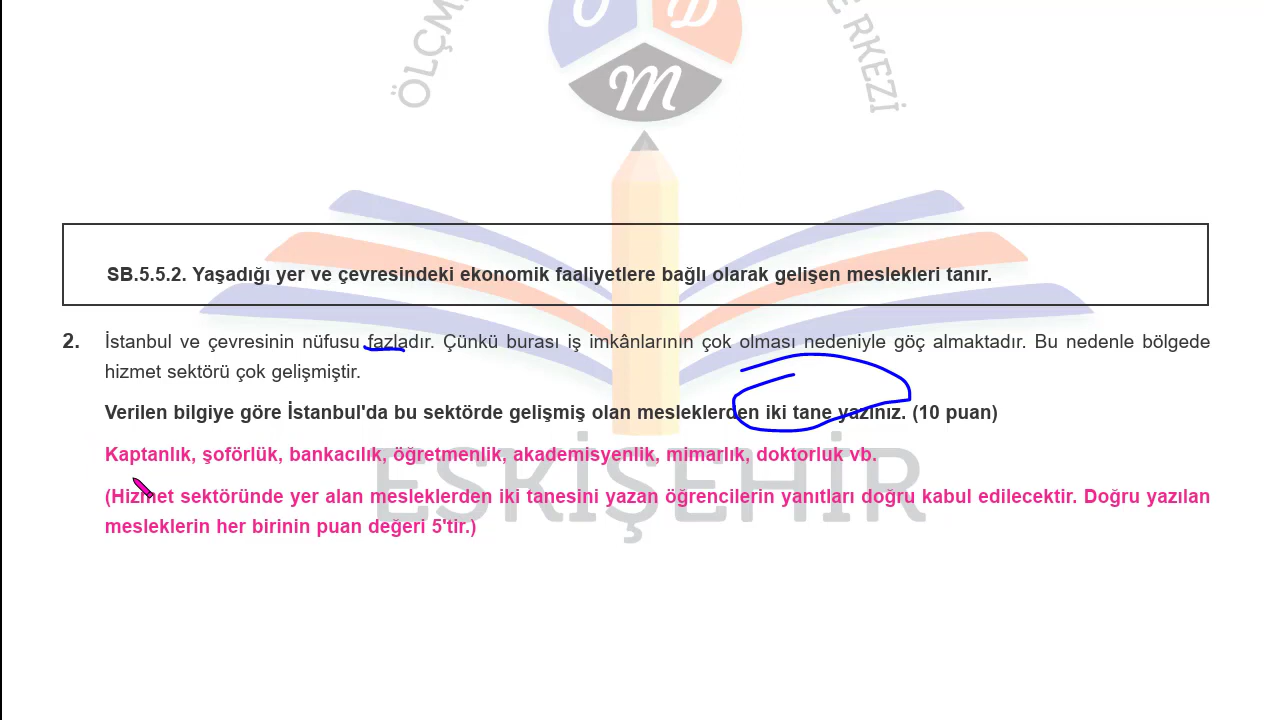 ÖLÇM
ERKEZİ
Ö D
M
SB.5.5.2. Yaşadığı yer ve çevresindeki ekonomik faaliyetlere bağlı olarak gelişen meslekleri tanır.
2. İstanbul ve çevresinin nüfusu fazladır. Çünkü burası iş imkânlarının çok olması nedeniyle göç almaktadır. Bu nedenle bölgede
hizmet sektörü çok gelişmiştir.
Verilen bilgiye göre İstanbul'da bu sektörde gelişmiş olan mesleklerden iki tane yazınız. (10 puan)
Kaptanlık, şoförlük, bankacılık, öğretmenlik, akademisyenlik, mimarlık, doktorluk vb.
ESKİŞEHİR
(Hizmet sektöründe yer alan mesleklerden iki tanesini yazan öğrencilerin yanıtları doğru kabul edilecektir. Doğru yazılan
mesleklerin her birinin puan değeri 5'tir.)